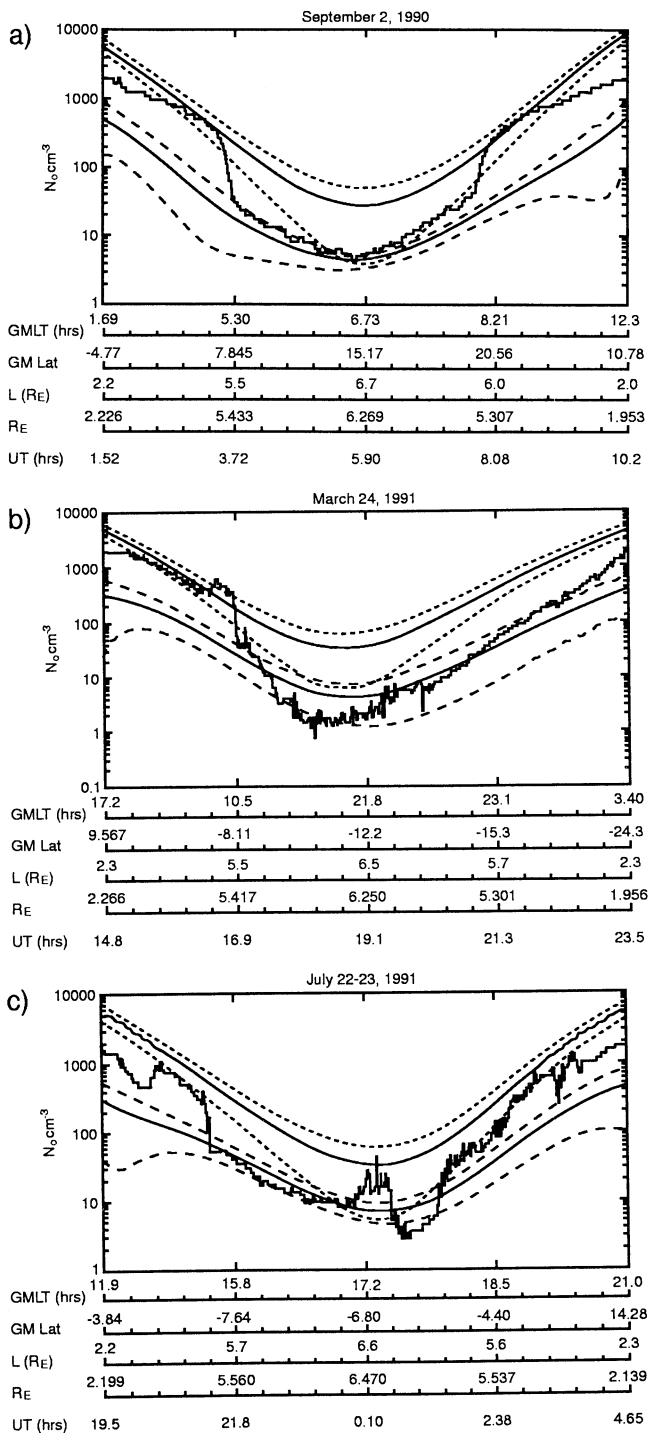 September 2, 1990
a)
10000
1000
100
10
1
Nₒcm⁻³
1.69 5.30 6.73 8.21 12.3
GMLT (hrs)
-4.77 7.845 15.17 20.56 10.78
GM Lat
2.2 5.5 6.7 6.0 2.0
L (RE)
2.226 5.433 6.269 5.307 1.953
RE
UT (hrs) 1.52 3.72 5.90 8.08 10.2
March 24, 1991
b)
10000
1000
100
10
1
0.1
Nₒcm⁻³
17.2 10.5 21.8 23.1 3.40
GMLT (hrs)
9.567 -8.11 -12.2 -15.3 -24.3
GM Lat
2.3 5.5 6.5 5.7 2.3
L (RE)
2.266 5.417 6.250 5.301 1.956
RE
UT (hrs) 14.8 16.9 19.1 21.3 23.5
July 22-23, 1991
c)
10000
1000
100
10
1
Nₒcm⁻³
11.9 15.8 17.2 18.5 21.0
GMLT (hrs)
-3.84 -7.64 -6.80 -4.40 14.28
GM Lat
2.2 5.7 6.6 5.6 2.3
L (RE)
2.199 5.560 6.470 5.537 2.139
RE
UT (hrs) 19.5 21.8 0.10 2.38 4.65